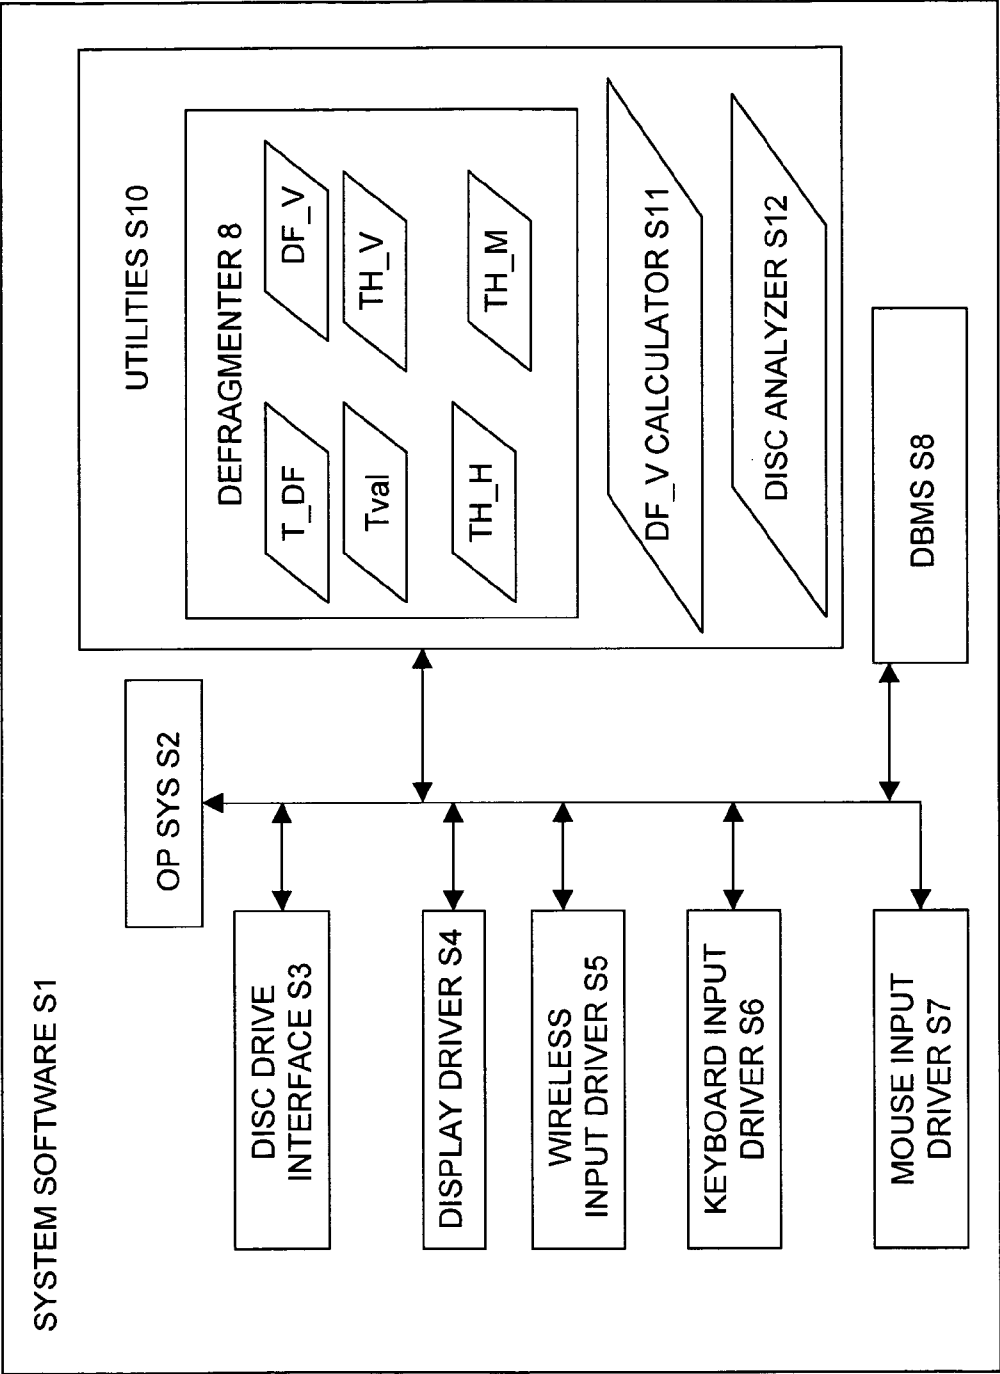 SYSTEM SOFTWARE S1
OP SYS S2
DISC DRIVE
INTERFACE S3
DISPLAY DRIVER S4
WIRELESS
INPUT DRIVER S5
KEYBOARD INPUT
DRIVER S6
MOUSE INPUT
DRIVER S7
UTILITIES S10
DEFRAGMENTER 8
T_DF
DF_V
Tval
TH_V
TH_H
TH_M
DF_V CALCULATOR S11
DISC ANALYZER S12
DBMS S8